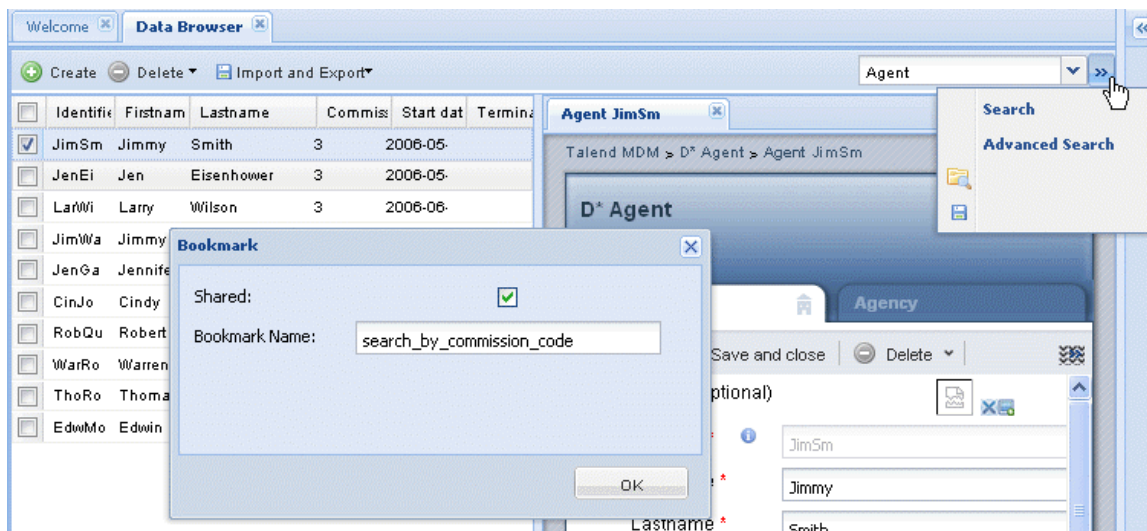 Welcome Data Browser
Create Delete Import and Export Agent
Search
Advanced Search
Identifie Firstnam Lastname Commiss Start dat Termina
JimSm Jimmy Smith 3 2006-05-
JenEi Jen Eisenhower 3 2006-05-
LarWi Larry Wilson 3 2006-06-
JimWa Jimmy
JenGa Jennife
CinJo Cindy
RobQu Robert
WarRo Warren
ThoRo Thoma
EdwMo Edwin
Agent JimSm
Talend MDM > D* Agent > Agent JimSm
D* Agent
Agency
Save and close Delete
ptional)
* JimSm
* Jimmy
Lastname * Smith
Bookmark
Shared:
Bookmark Name: search_by_commission_code
OK